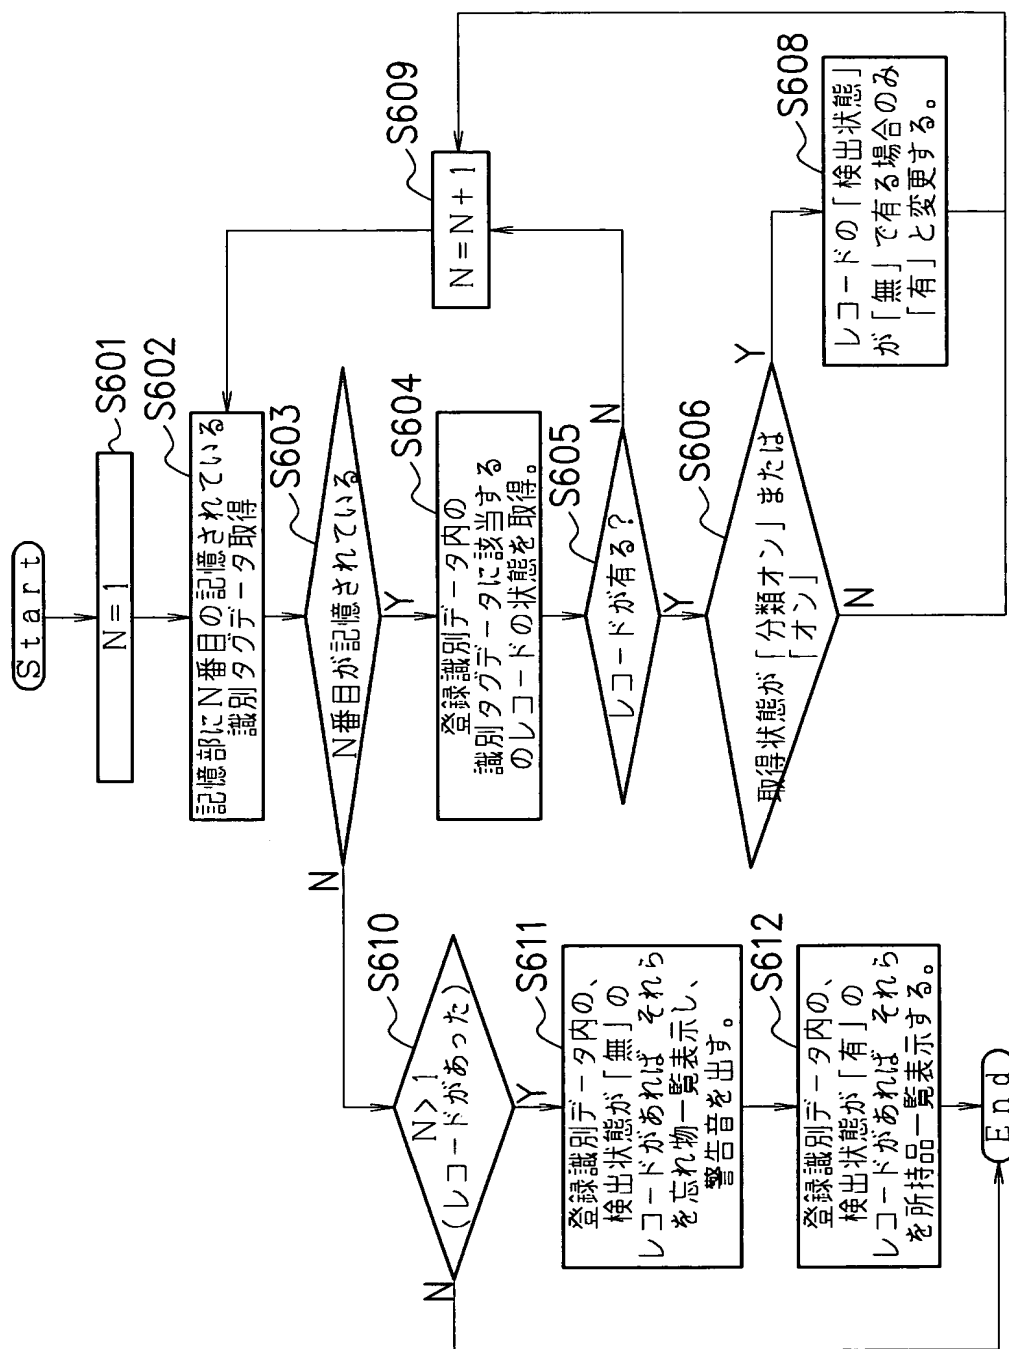 Start
S601
N=1
S602
記憶部にN番目の記憶されている
識別タグデータ取得
S603
N番目が記憶されている
Y
N
S604
登録識別データ内の
識別タグデータに該当する
のレコードの状態を取得。
S605
レコードが有る?
N
Y
S606
取得状態が「分類オン」または
「オン」
Y
N
S608
レコードの「検出状態」
が「無」で有る場合のみ
「有」と変更する。
S609
N=N+1
S610
N>1
(レコードがあった)
Y
N
S611
登録識別データ内の、
検出状態が「無」の
レコードがあれば それら
を忘れ物一覧表示し、
警告音を出す。
S612
登録識別データ内の、
検出状態が「有」の
レコードがあれば それら
を所持品一覧表示する。
End